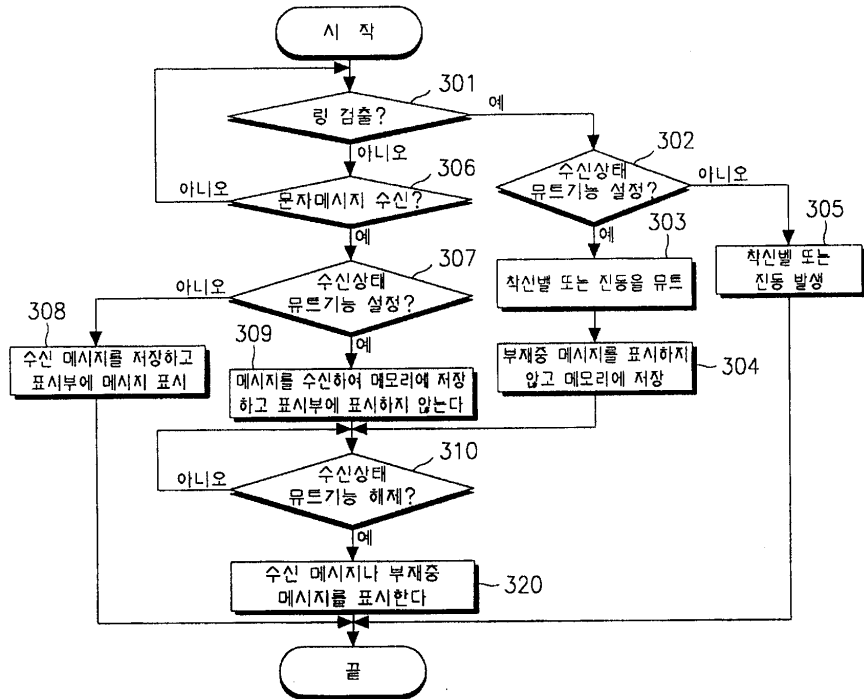 시 작
301
링 검출?
예
아니오
302
수신상태
뮤트기능 설정?
아니오
예
306
문자메시지 수신?
아니오
예
303
착신벨 또는 진동을 뮤트
305
착신벨 또는
진동 발생
307
수신상태
뮤트기능 설정?
아니오
예
308
수신 메시지를 저장하고
표시부에 메시지 표시
309
메시지를 수신하여 메모리에 저장
하고 표시부에 표시하지 않는다
부재중 메시지를 표시하지
않고 메모리에 저장
304
310
수신상태
뮤트기능 해제?
아니오
예
수신 메시지나 부재중
메시지를 표시한다
320
끝